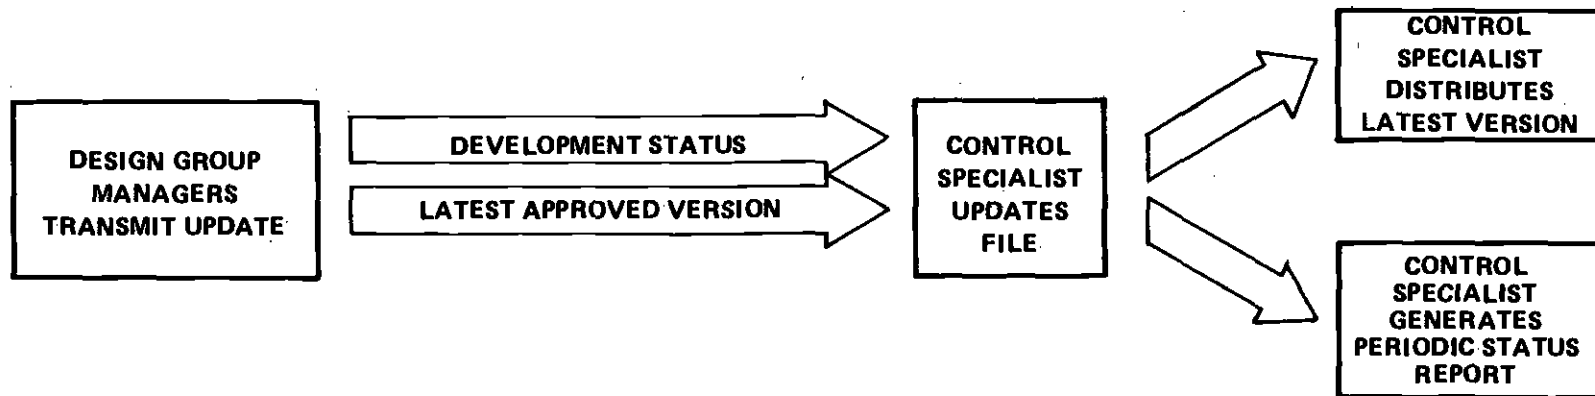 DESIGN GROUP
MANAGERS
TRANSMIT UPDATE
DEVELOPMENT STATUS
LATEST APPROVED VERSION
CONTROL
SPECIALIST
UPDATES
FILE
CONTROL
SPECIALIST
DISTRIBUTES
LATEST VERSION
CONTROL
SPECIALIST
GENERATES
PERIODIC STATUS
REPORT